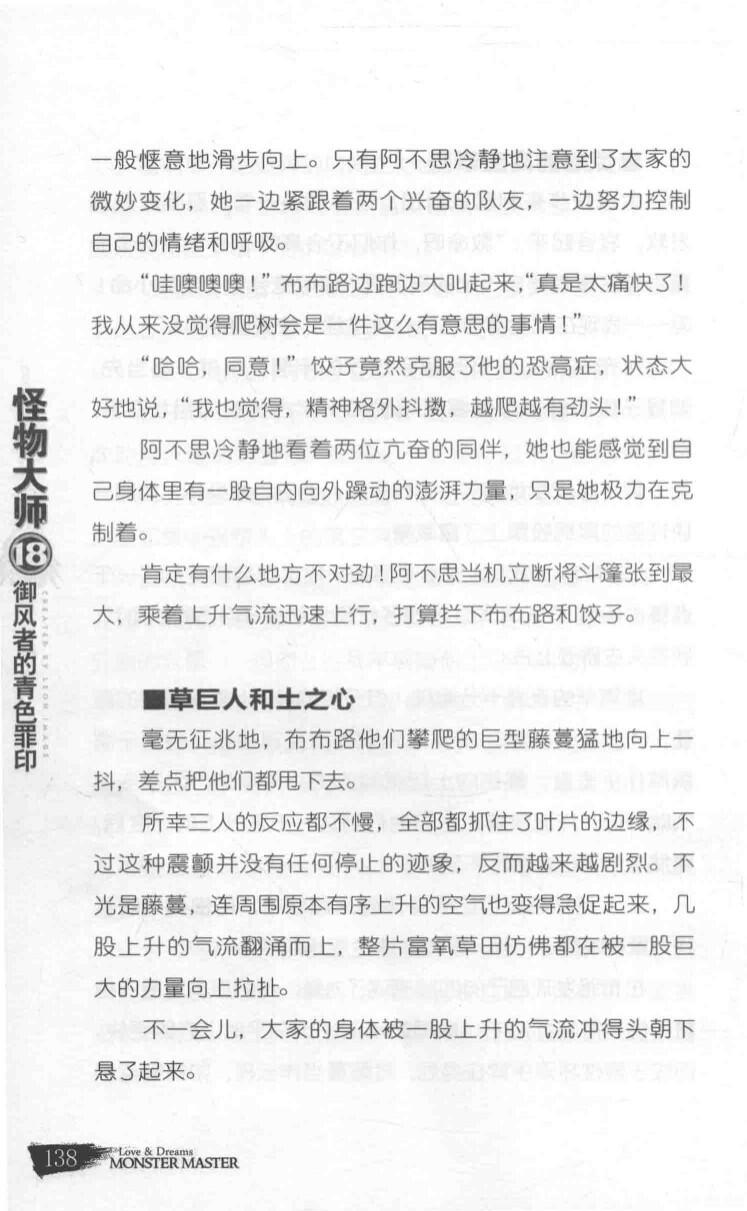 一般惬意地滑步向上。只有阿不思冷静地注意到了大家的
微妙变化，她一边紧跟着两个兴奋的队友，一边努力控制
自己的情绪和呼吸。
“哇噢噢噢！”布布路边跑边大叫起来，“真是太痛快了！
我从来没觉得爬树会是一件这么有意思的事情！”
“哈哈，同意！”饺子竟然克服了他的恐高症，状态大
好地说，“我也觉得，精神格外抖擞，越爬越有劲头！”
阿不思冷静地看着两位亢奋的同伴，她也能感觉到自
己身体里有一股自内向外躁动的澎湃力量，只是她极力在克
制着。
肯定有什么地方不对劲！阿不思当机立断将斗篷张到最
大，乘着上升气流迅速上行，打算拦下布布路和饺子。
■草巨人和土之心
毫无征兆地，布布路他们攀爬的巨型藤蔓猛地向上一
抖，差点把他们都甩下去。
所幸三人的反应都不慢，全部都抓住了叶片的边缘，不
过这种震颤并没有任何停止的迹象，反而越来越剧烈。不
光是藤蔓，连周围原本有序上升的空气也变得急促起来，几
股上升的气流翻涌而上，整片富氧草田仿佛都在被一股巨
大的力量向上拉扯。
不一会儿，大家的身体被一股上升的气流冲得头朝下
悬了起来。
怪物大师
18
御风者的青色罪印
CREATED BY LEON IMAGE
138
Love & Dreams
MONSTER MASTER